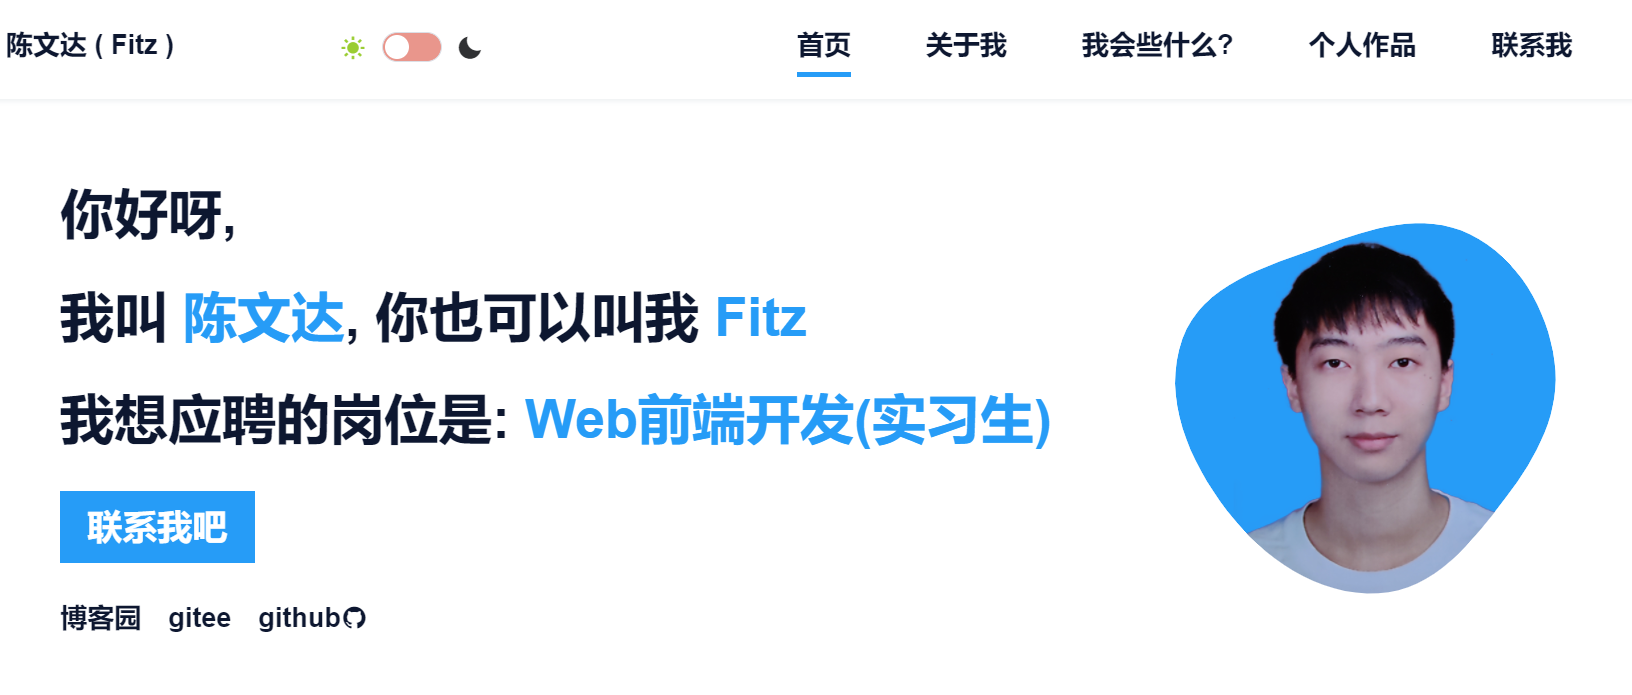 陈文达 ( Fitz )
首页 关于我 我会些什么? 个人作品 联系我
你好呀,
我叫 陈文达, 你也可以叫我 Fitz
我想应聘的岗位是: Web前端开发(实习生)
联系我吧
博客园 gitee github